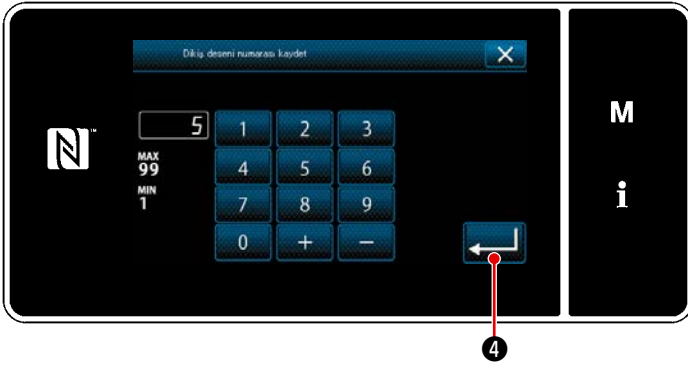 Dikiş deseni numarası kaydet
5
MAX
99
MIN
1
1 2 3
4 5 6
7 8 9
0 + −
M
i
N™
4